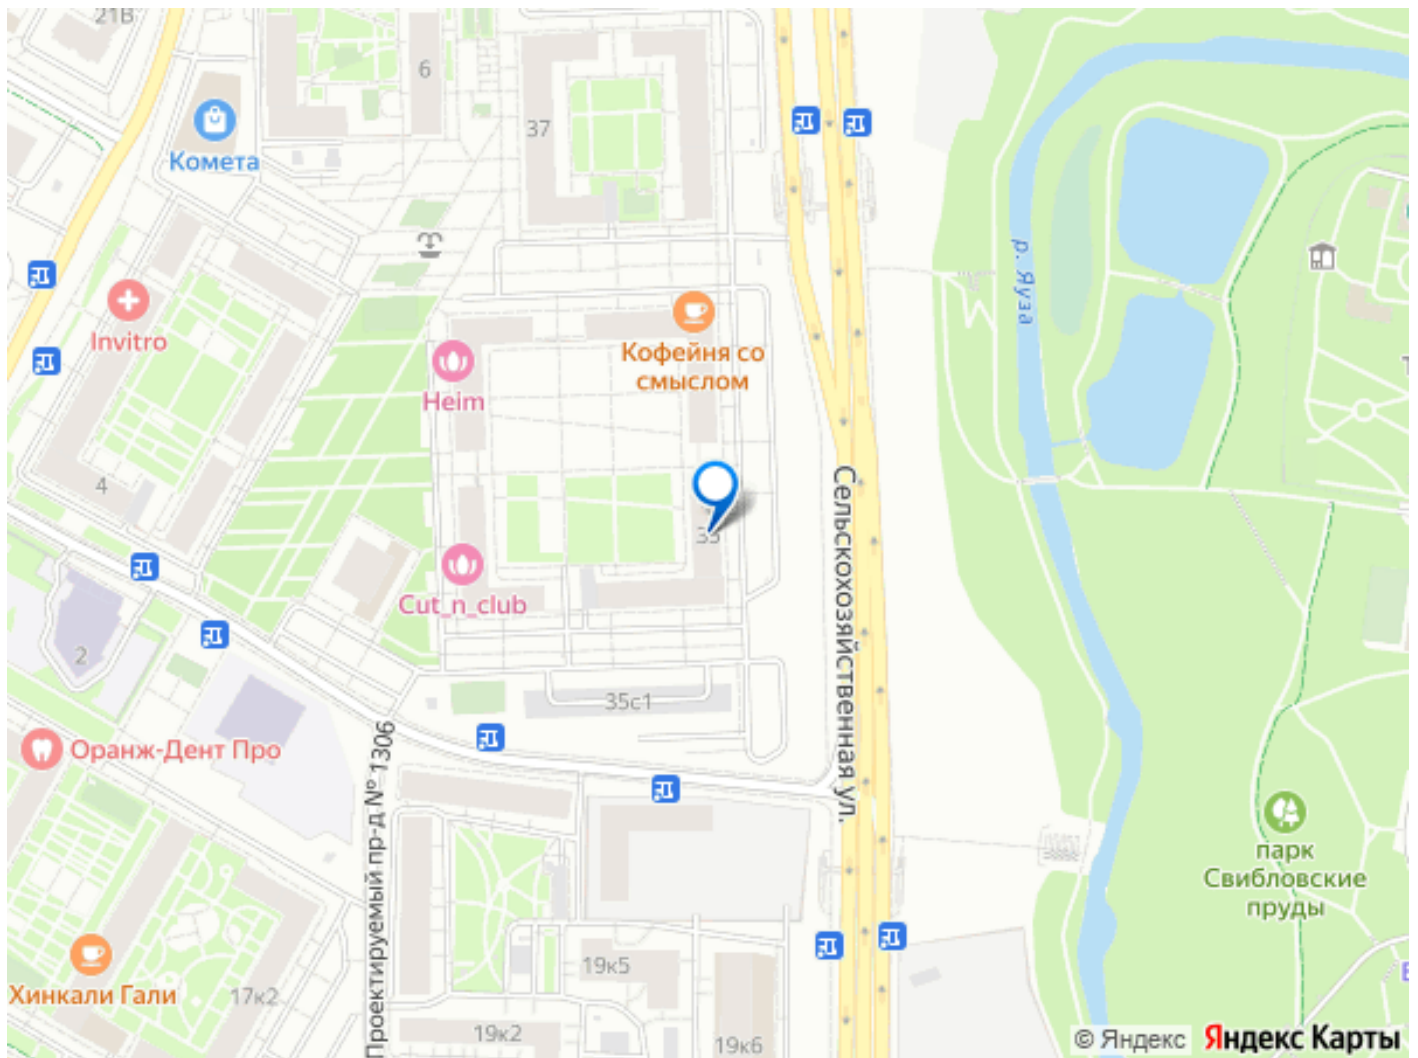 21В
6
37
Комета
р. Яуза
Invitro
Кофейня со
смыслом
Heim
4
35
Сельскохозяйственная ул.
Cut_n_club
2
35с1
Оранж-Дент Про
Проектируемый пр-д № 1306
парк
Свибловские
пруды
19к5
Хинкали Гали
17к2
19к2
19к6
© Яндекс Яндекс Карты